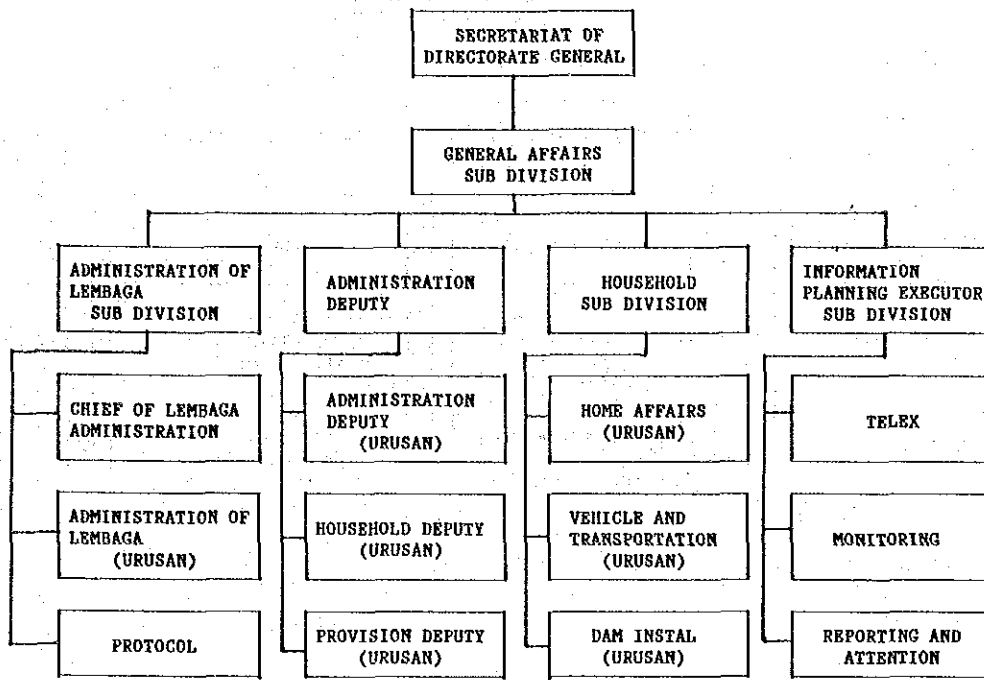 SECRETARIAT OF
DIRECTORATE GENERAL
GENERAL AFFAIRS
SUB DIVISION
ADMINISTRATION OF
LEMBAGA
SUB DIVISION
ADMINISTRATION
DEPUTY
HOUSEHOLD
SUB DIVISION
INFORMATION
PLANNING EXECUTOR
SUB DIVISION
CHIEF OF LEMBAGA
ADMINISTRATION
ADMINISTRATION
DEPUTY
(URUSAN)
HOME AFFAIRS
(URUSAN)
TELEX
ADMINISTRATION OF
LEMBAGA
(URUSAN)
HOUSEHOLD DEPUTY
(URUSAN)
VEHICLE AND
TRANSPORTATION
(URUSAN)
MONITORING
PROTOCOL
PROVISION DEPUTY
(URUSAN)
DAM INSTAL
(URUSAN)
REPORTING AND
ATTENTION